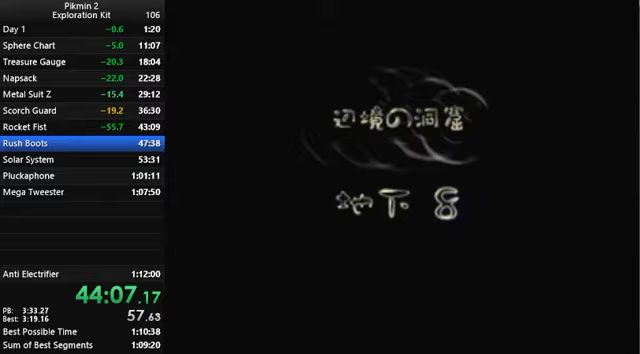 Pikmin 2
Exploration Kit 106
Day 1 -0.6 1:20
Sphere Chart -5.0 11:07
Treasure Gauge -20.3 18:04
Napsack -22.0 22:28
Metal Suit Z -15.4 29:12
Scorch Guard -19.2 36:30
Rocket Fist -55.7 43:09
Rush Boots 47:38
Solar System 53:31
Pluckaphone 1:01:11
Mega Tweester 1:07:50
Anti Electrifier 1:12:00
44:07.17
PB: 3:33.27
Best: 3:19.16
57.63
Best Possible Time 1:10:38
Sum of Best Segments 1:09:20
辺境の洞窟
地下 8